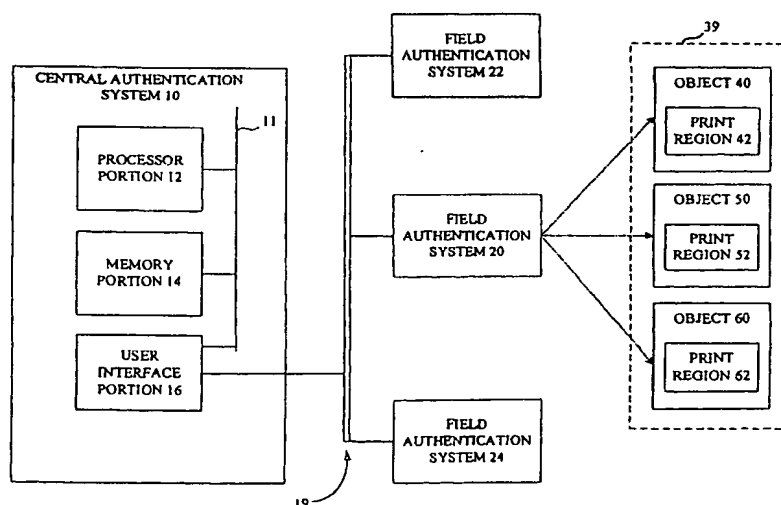 CENTRAL AUTHENTICATION
SYSTEM 10
11
PROCESSOR
PORTION 12
MEMORY
PORTION 14
USER
INTERFACE
PORTION 16
19
FIELD
AUTHENTICATION
SYSTEM 22
FIELD
AUTHENTICATION
SYSTEM 20
FIELD
AUTHENTICATION
SYSTEM 24
39
OBJECT 40
PRINT
REGION 42
OBJECT 50
PRINT
REGION 52
OBJECT 60
PRINT
REGION 62